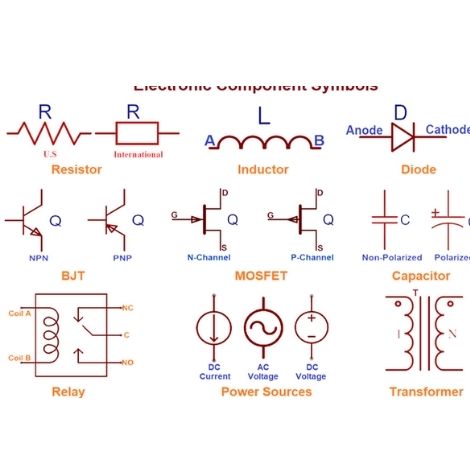 Electronic Component Symbols
R R L D
A B
Anode Cathode
U.S International
Resistor Inductor Diode
D D
G Q G Q
Q Q C C
+
S S
NPN PNP N-Channel P-Channel Non-Polarized Polarized
BJT MOSFET Capacitor
T
Coil A NC
C
Coil B NO
+
-
I N
DC Current AC Voltage DC Voltage
Relay Power Sources Transformer